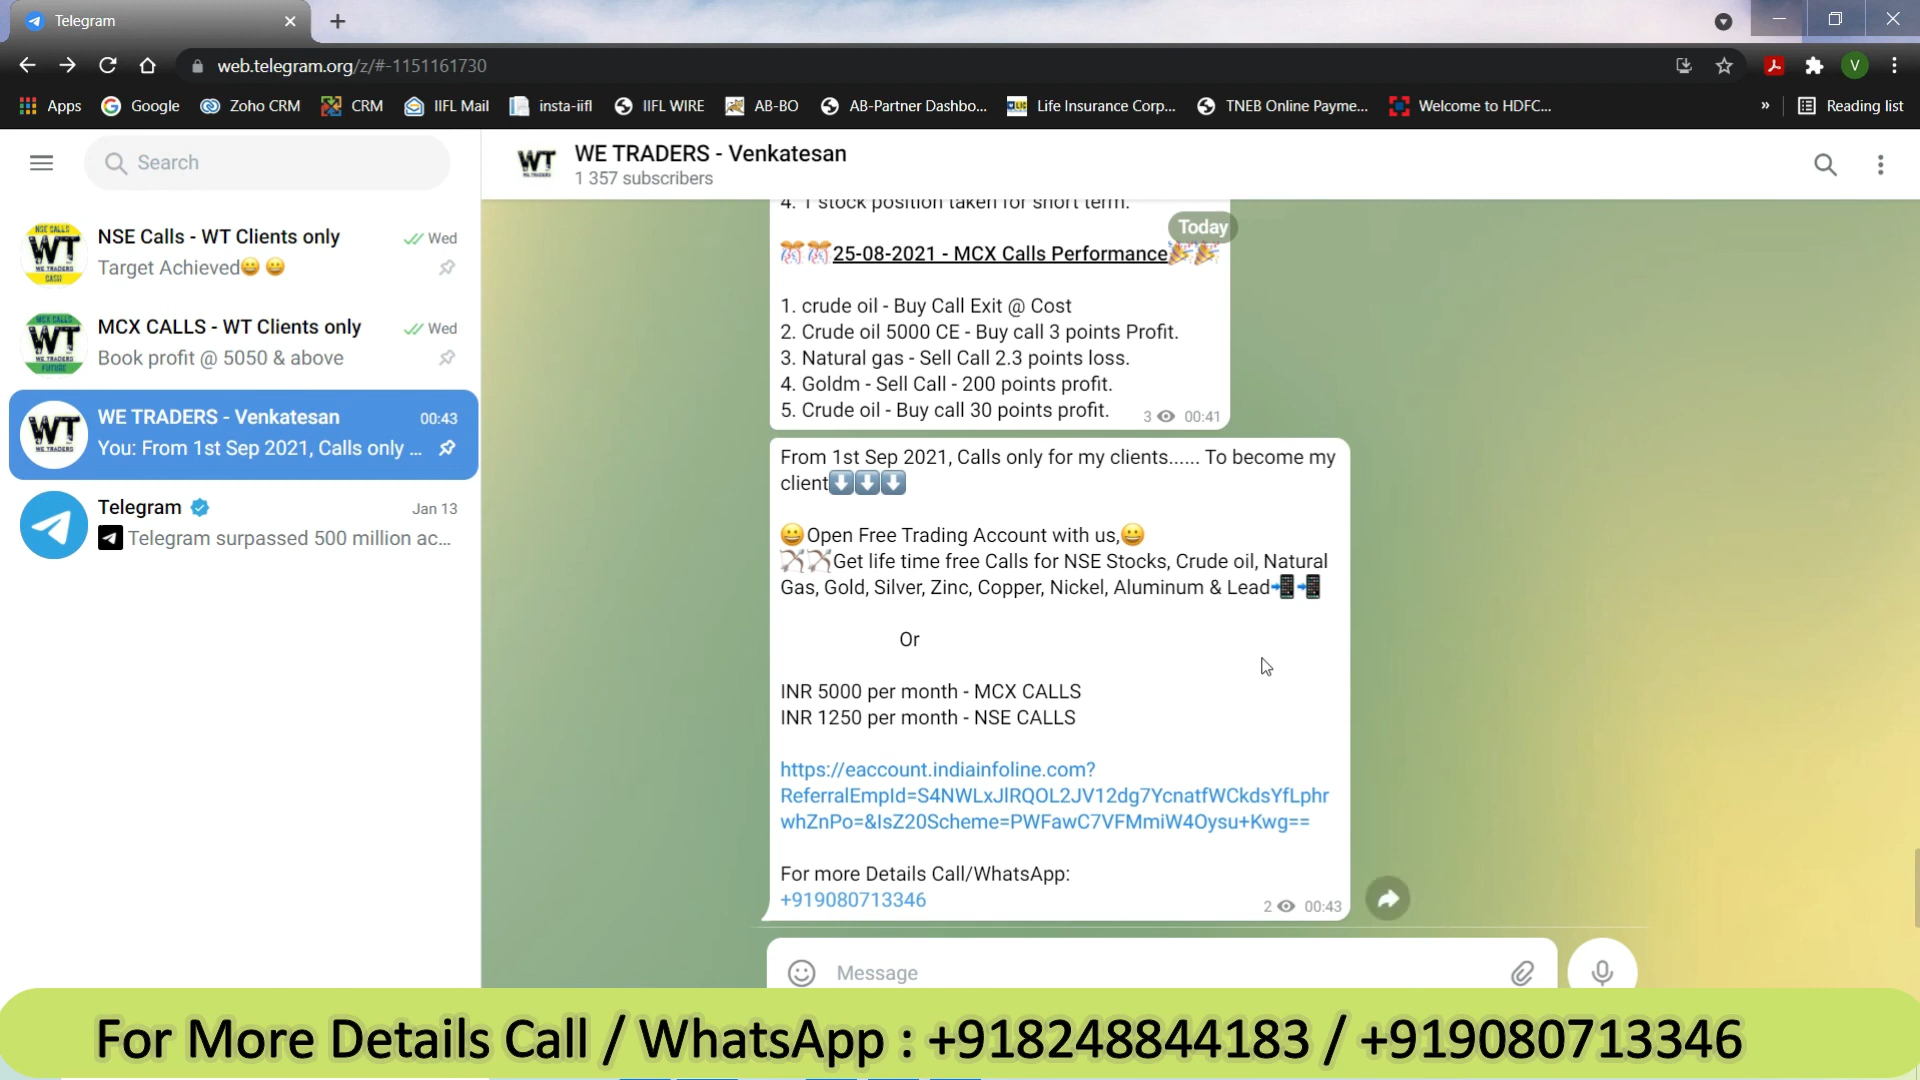 Telegram
web.telegram.org/z/#-1151161730
V
Apps
Google
Zoho CRM
CRM
IIFL Mail
insta-iifl
IIFL WIRE
AB-BO
AB-Partner Dashbo...
Life Insurance Corp...
TNEB Online Payme...
Welcome to HDFC...
»
Reading list
Search
NSE Calls - WT Clients only
Wed
Target Achieved😀 😀
MCX CALLS - WT Clients only
Wed
Book profit @ 5050 & above
WE TRADERS - Venkatesan
00:43
You: From 1st Sep 2021, Calls only ...
Telegram
Jan 13
Telegram surpassed 500 million ac...
WT
WE TRADERS - Venkatesan
1 357 subscribers
4. 1 stock position taken for short term.
Today
🎊🎊25-08-2021 - MCX Calls Performance🎉🎉
1. crude oil - Buy Call Exit @ Cost
2. Crude oil 5000 CE - Buy call 3 points Profit.
3. Natural gas - Sell Call 2.3 points loss.
4. Goldm - Sell Call - 200 points profit.
5. Crude oil - Buy call 30 points profit.
3 00:41
From 1st Sep 2021, Calls only for my clients...... To become my
client⬇️⬇️⬇️
😀Open Free Trading Account with us,😀
🏹🏹Get life time free Calls for NSE Stocks, Crude oil, Natural
Gas, Gold, Silver, Zinc, Copper, Nickel, Aluminum & Lead📲📲
Or
INR 5000 per month - MCX CALLS
INR 1250 per month - NSE CALLS
https://eaccount.indiainfoline.com?
ReferralEmpId=S4NWLxJlRQOL2JV12dg7YcnatfWCkdsYfLphr
whZnPo=&IsZ20Scheme=PWFawC7VFMmiW4Oysu+Kwg==
For more Details Call/WhatsApp:
+919080713346
2 00:43
Message
For More Details Call / WhatsApp : +918248844183 / +919080713346